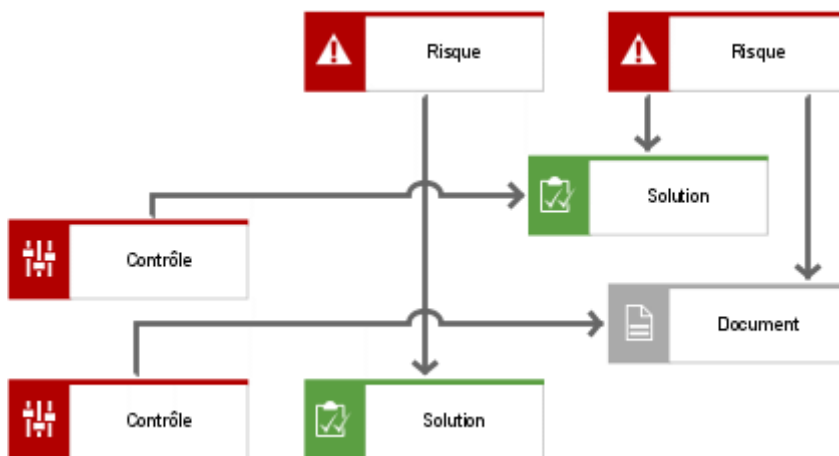 Risque
Risque
Solution
Contrôle
Document
Contrôle
Solution